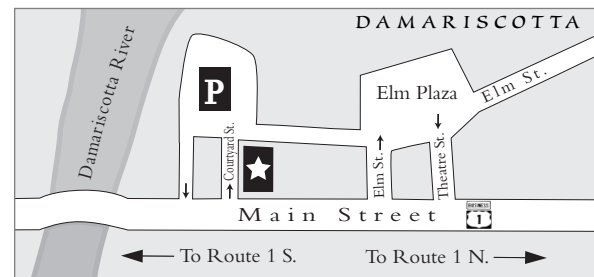 DAMARISCOTTA
Damariscotta River
P
Elm Plaza
Elm St.
Courtyard St.
Elm St.
Theatre St.
Main Street
BUSINESS
1
To Route 1 S.
To Route 1 N.